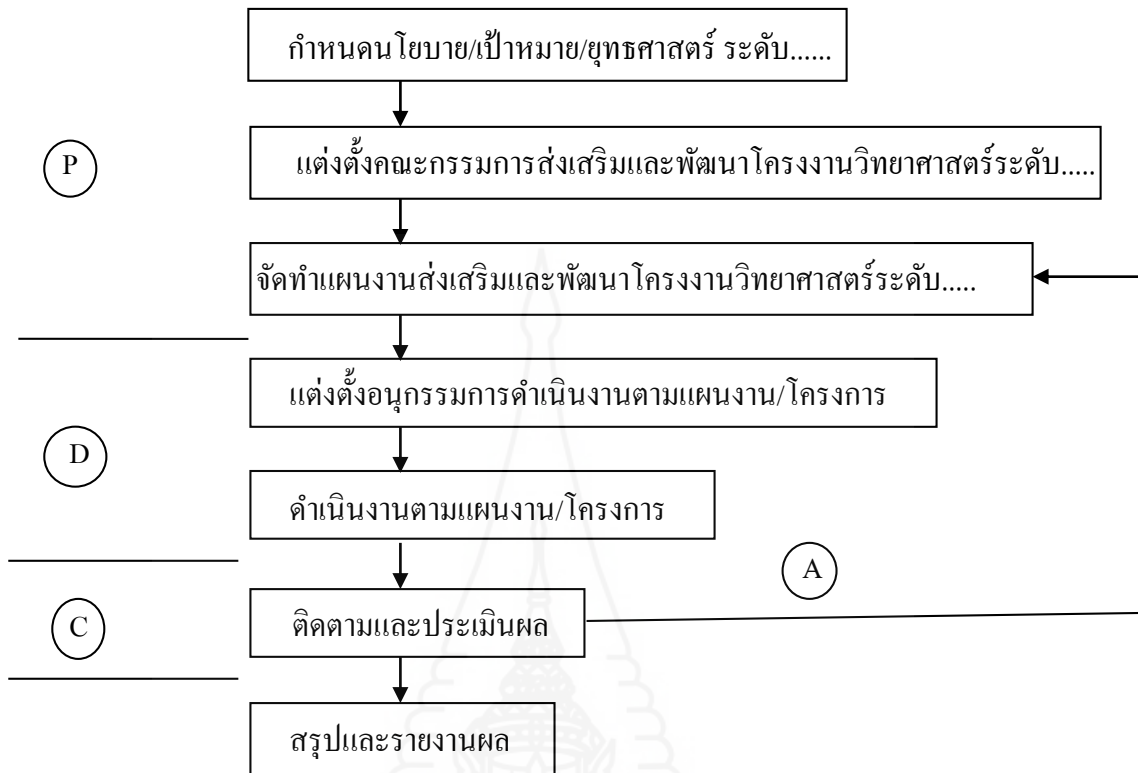 กำหนดนโยบาย/เป้าหมาย/ยุทธศาสตร์ ระดับ......
P
แต่งตั้งคณะกรรมการส่งเสริมและพัฒนาโครงงานวิทยาศาสตร์ระดับ.....
จัดทำแผนงานส่งเสริมและพัฒนาโครงงานวิทยาศาสตร์ระดับ.....
แต่งตั้งอนุกรรมการดำเนินงานตามแผนงาน/โครงการ
D
ดำเนินงานตามแผนงาน/โครงการ
A
C
ติดตามและประเมินผล
สรุปและรายงานผล